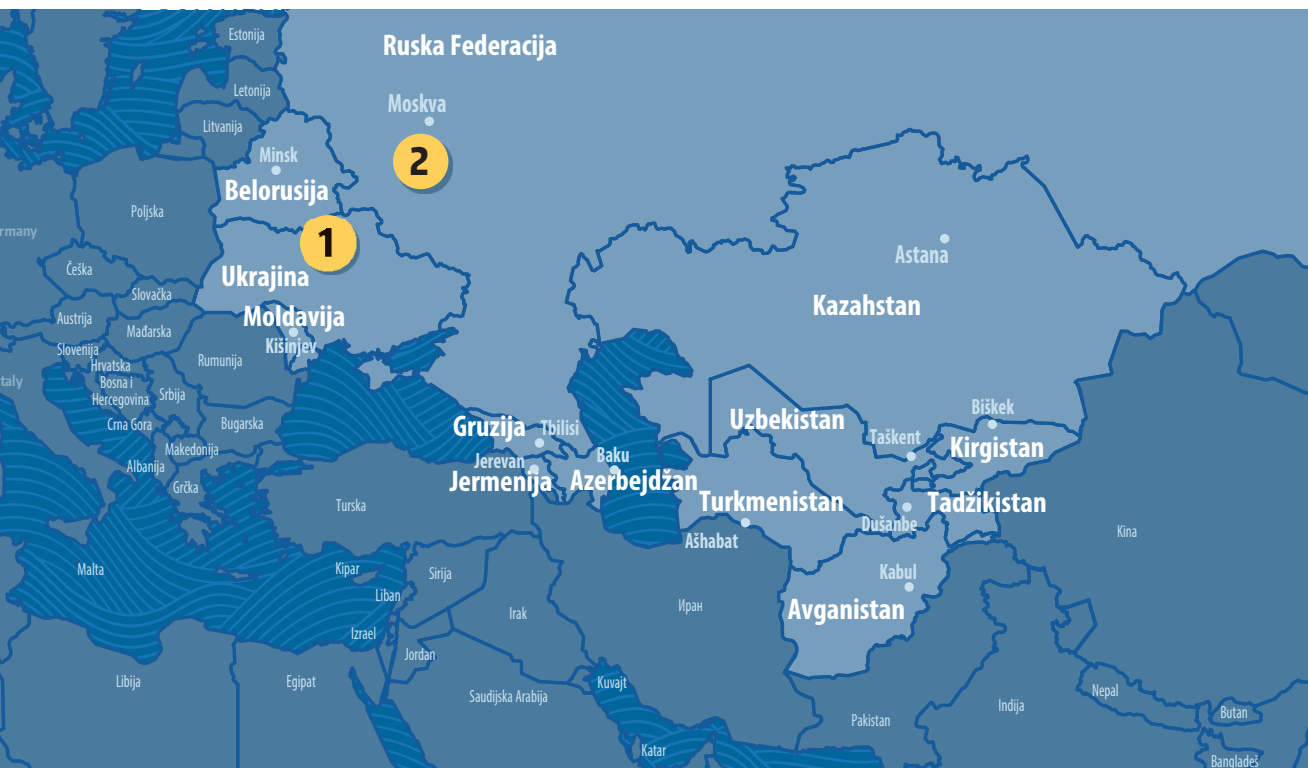 Estonija
Ruska Federacija
Letonija
Moskva
Litvanija
Minsk
2
Belorusija
Poljska
rmany
1
Astana
Češka
Ukrajina
Slovačka
Kazahstan
Austrija
Moldavija
Mađarska
Kišinjev
Slovenija
Rumunija
Hrvatska
taly
Bosna i
Hercegovina
Srbija
Biškek
Crna Gora
Bugarska
Gruzija
Tbilisi
Uzbekistan
Taškent
Kirgistan
Makedonija
Albanija
Jerevan
Baku
Jermenija
Azerbejdžan
Grčka
Turska
Turkmenistan
Tadžikistan
Dušanbe
Kina
Ašhabat
Malta
Kipar
Sirija
Kabul
Liban
Иран
Avganistan
Irak
Izrael
Jordan
Libija
Egipat
Kuvajt
Saudijska Arabija
Nepal
Indija
Butan
Pakistan
Katar
Bangladeš